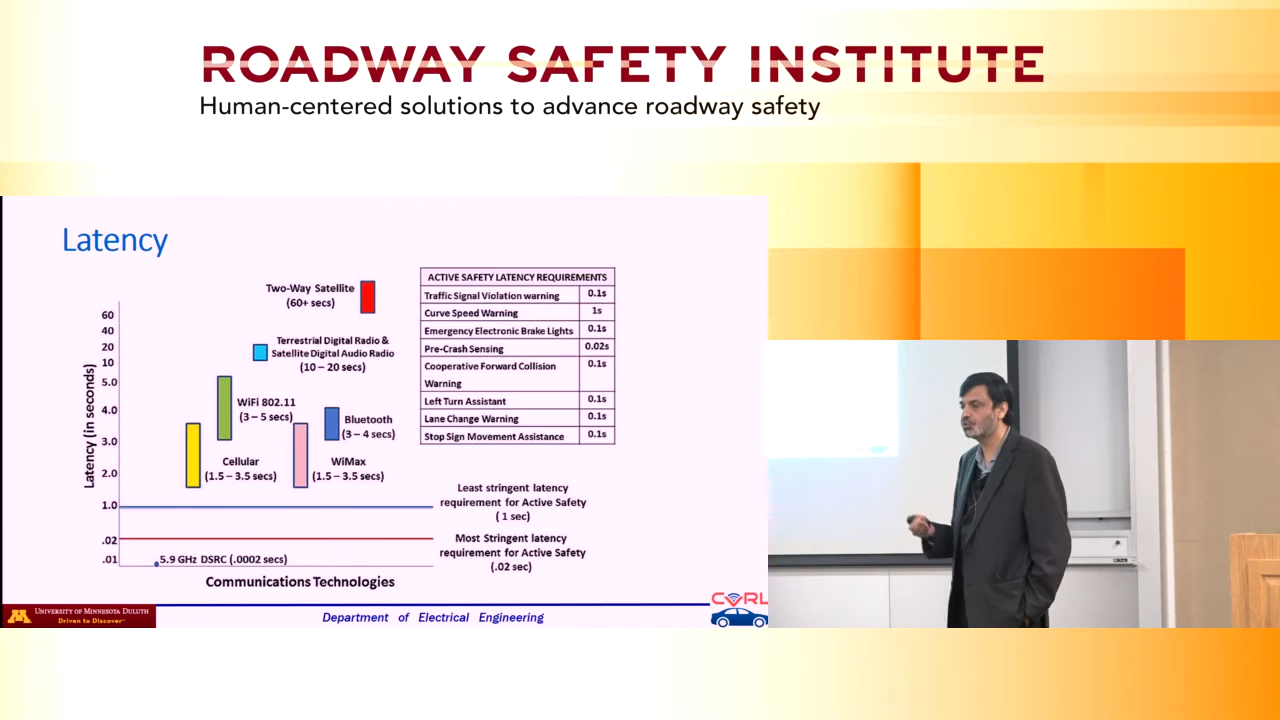 ROADWAY SAFETY INSTITUTE
Human-centered solutions to advance roadway safety
Latency
Latency (in seconds)
60
40
20
10
5.0
4.0
3.0
2.0
1.0
.02
.01
Two-Way Satellite
(60+ secs)
Terrestrial Digital Radio &
Satellite Digital Audio Radio
(10 – 20 secs)
WiFi 802.11
(3 – 5 secs)
Bluetooth
(3 – 4 secs)
Cellular
(1.5 – 3.5 secs)
WiMax
(1.5 – 3.5 secs)
5.9 GHz DSRC (.0002 secs)
Communications Technologies
ACTIVE SAFETY LATENCY REQUIREMENTS
Traffic Signal Violation warning 0.1s
Curve Speed Warning 1s
Emergency Electronic Brake Lights 0.1s
Pre-Crash Sensing 0.02s
Cooperative Forward Collision 0.1s
Warning
Left Turn Assistant 0.1s
Lane Change Warning 0.1s
Stop Sign Movement Assistance 0.1s
Least stringent latency
requirement for Active Safety
( 1 sec)
Most Stringent latency
requirement for Active Safety
(.02 sec)
UNIVERSITY OF MINNESOTA DULUTH
Driven to Discover
Department of Electrical Engineering